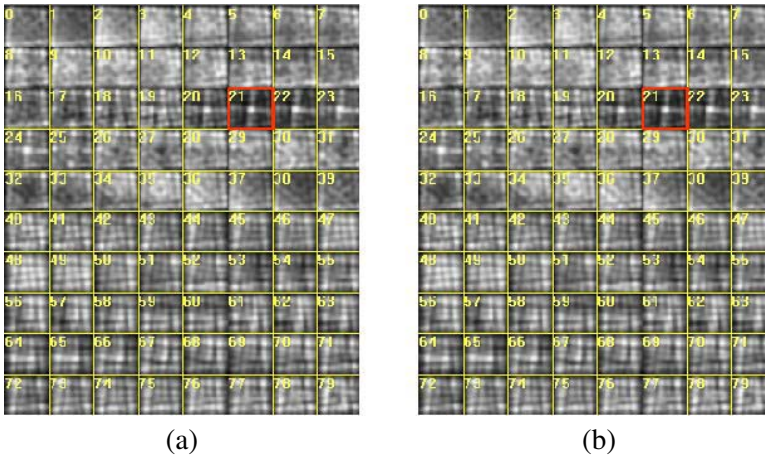 0 1 2 3 4 5 6 7
8 9 10 11 12 13 14 15
16 17 18 19 20 21 22 23
24 25 26 27 28 29 30 31
32 33 34 35 36 37 38 39
40 41 42 43 44 45 46 47
48 49 50 51 52 53 54 55
56 57 58 59 60 61 62 63
64 65 66 67 68 69 70 71
72 73 74 75 76 77 78 79
(a)
0 1 2 3 4 5 6 7
8 9 10 11 12 13 14 15
16 17 18 19 20 21 22 23
24 25 26 27 28 29 30 31
32 33 34 35 36 37 38 39
40 41 42 43 44 45 46 47
48 49 50 51 52 53 54 55
56 57 58 59 60 61 62 63
64 65 66 67 68 69 70 71
72 73 74 75 76 77 78 79
(b)